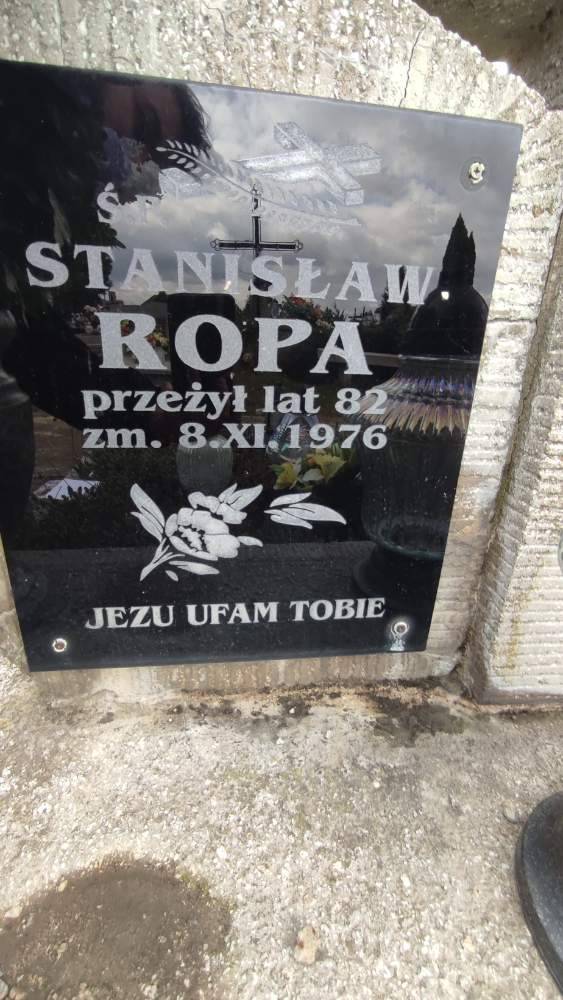 Ś.P.
STANISŁAW
ROPA
przeżył lat 82
zm. 8.XI.1976
JEZU UFAM TOBIE